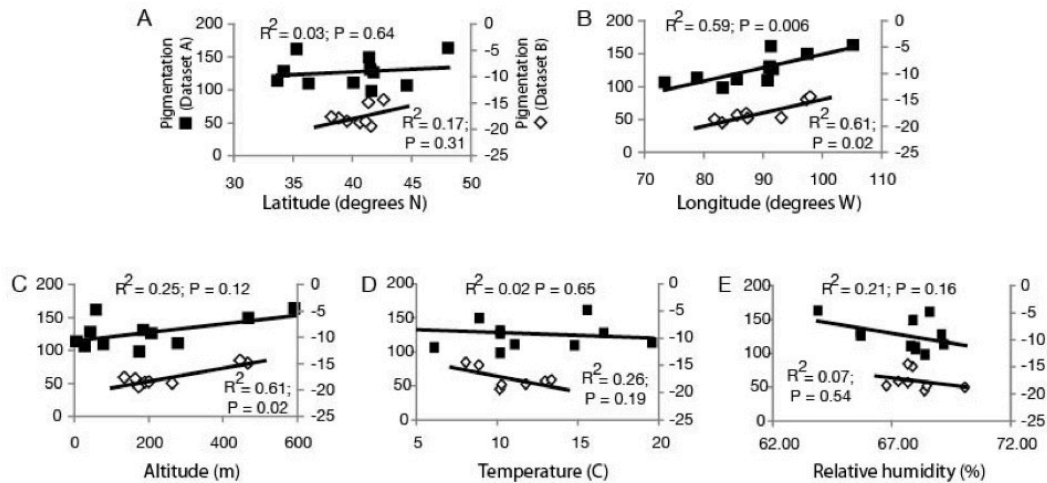 A
R² = 0.03; P = 0.64
R² = 0.17;
P = 0.31
200
150
100
50
0
0
-5
-10
-15
-20
-25
30 35 40 45 50
Latitude (degrees N)
Pigmentation
(Dataset A)
Pigmentation
(Dataset B)
B
R² = 0.59; P = 0.006
R² = 0.61;
P = 0.02
200
150
100
50
0
0
-5
-10
-15
-20
-25
70 80 90 100 110
Longitude (degrees W)
C
R² = 0.25; P = 0.12
R² = 0.61;
P = 0.02
200
150
100
50
0
0
-5
-10
-15
-20
-25
0 200 400 600
Altitude (m)
D
R² = 0.02 P = 0.65
R² = 0.26;
P = 0.19
200
150
100
50
0
0
-5
-10
-15
-20
-25
5 10 15 20
Temperature (C)
E
R² = 0.21; P = 0.16
R² = 0.07;
P = 0.54
200
150
100
50
0
0
-5
-10
-15
-20
-25
62.00 67.00 72.00
Relative humidity (%)